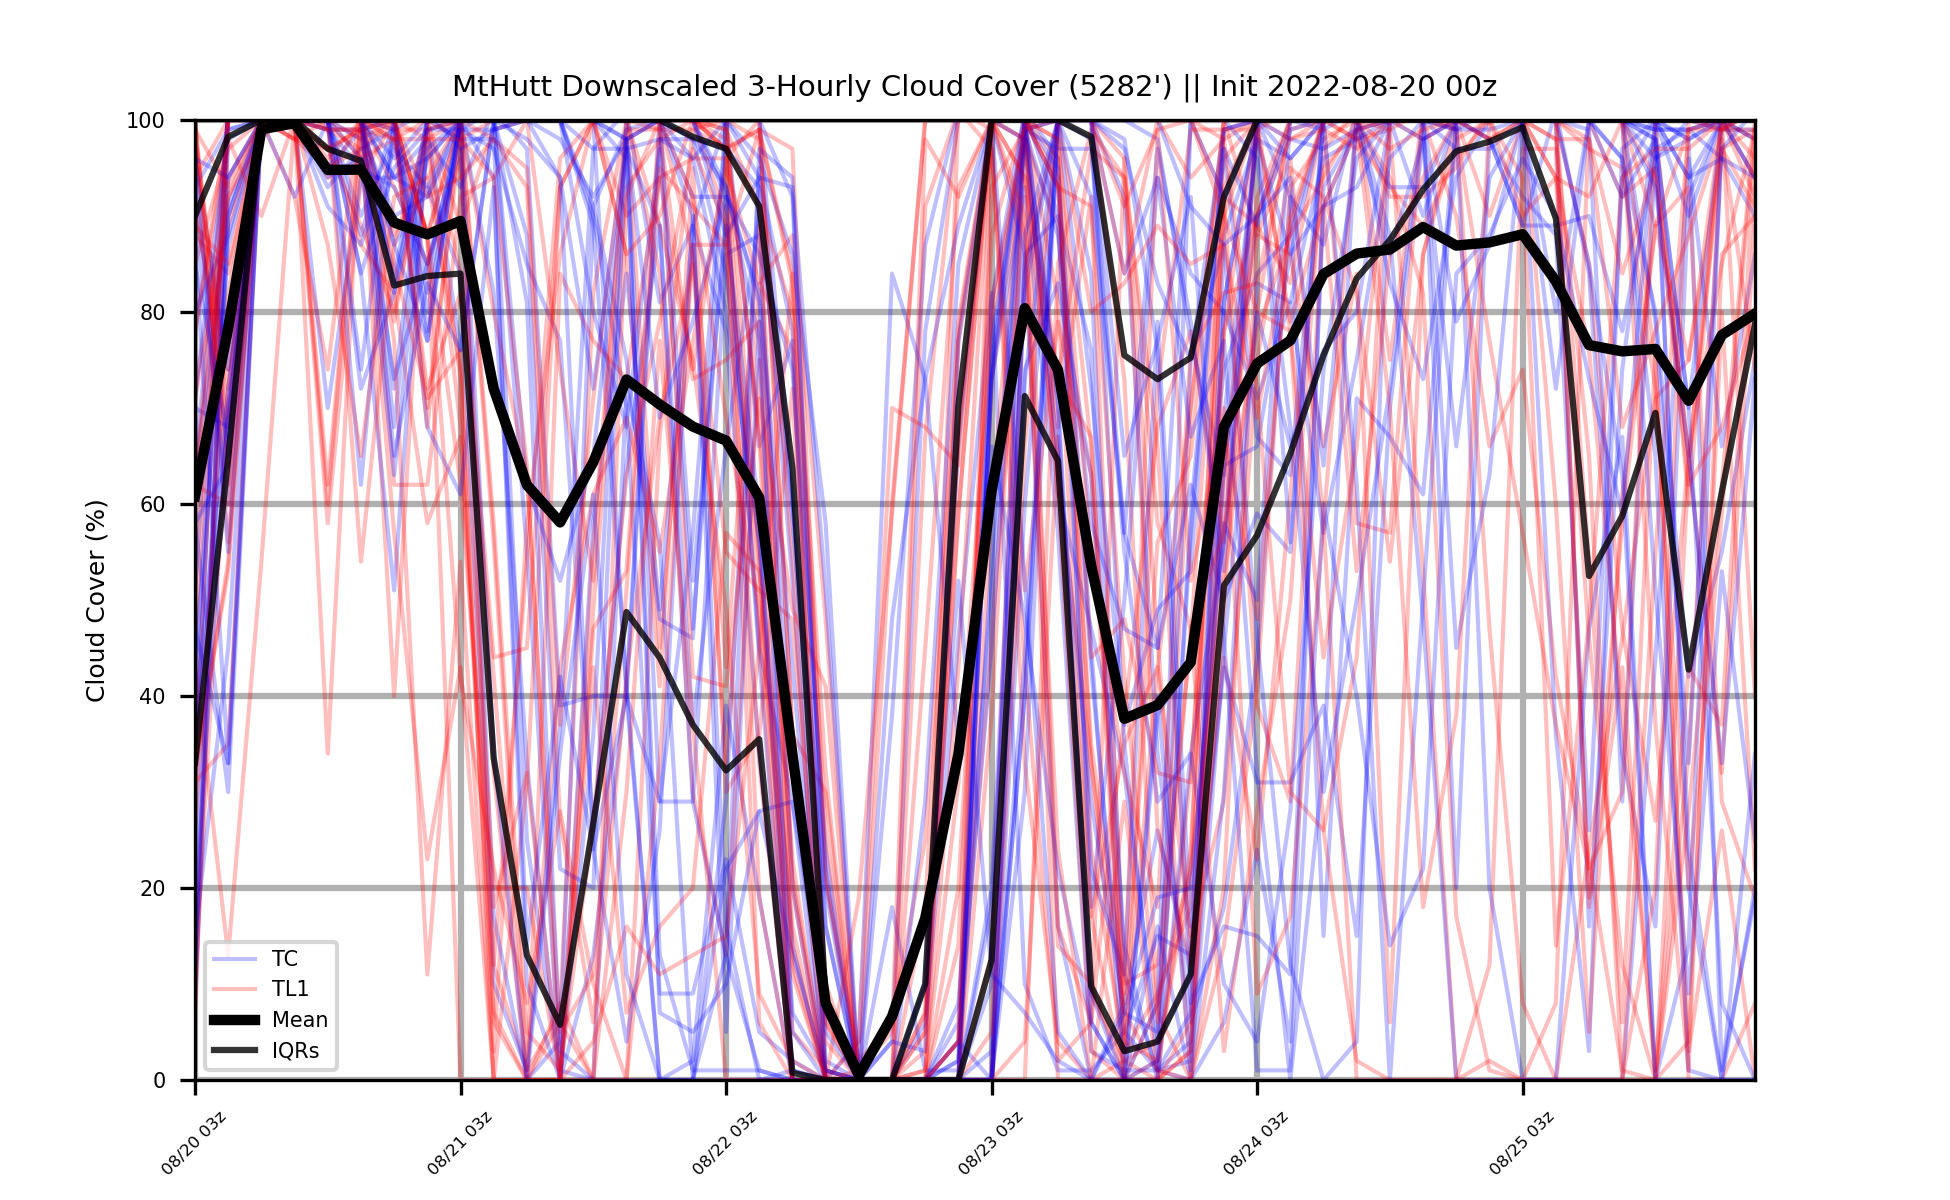 MtHutt Downscaled 3-Hourly Cloud Cover (5282') || Init 2022-08-20 00z
Cloud Cover (%)
100
80
60
40
20
0
TC
TL1
Mean
IQRs
08/20 03z
08/21 03z
08/22 03z
08/23 03z
08/24 03z
08/25 03z